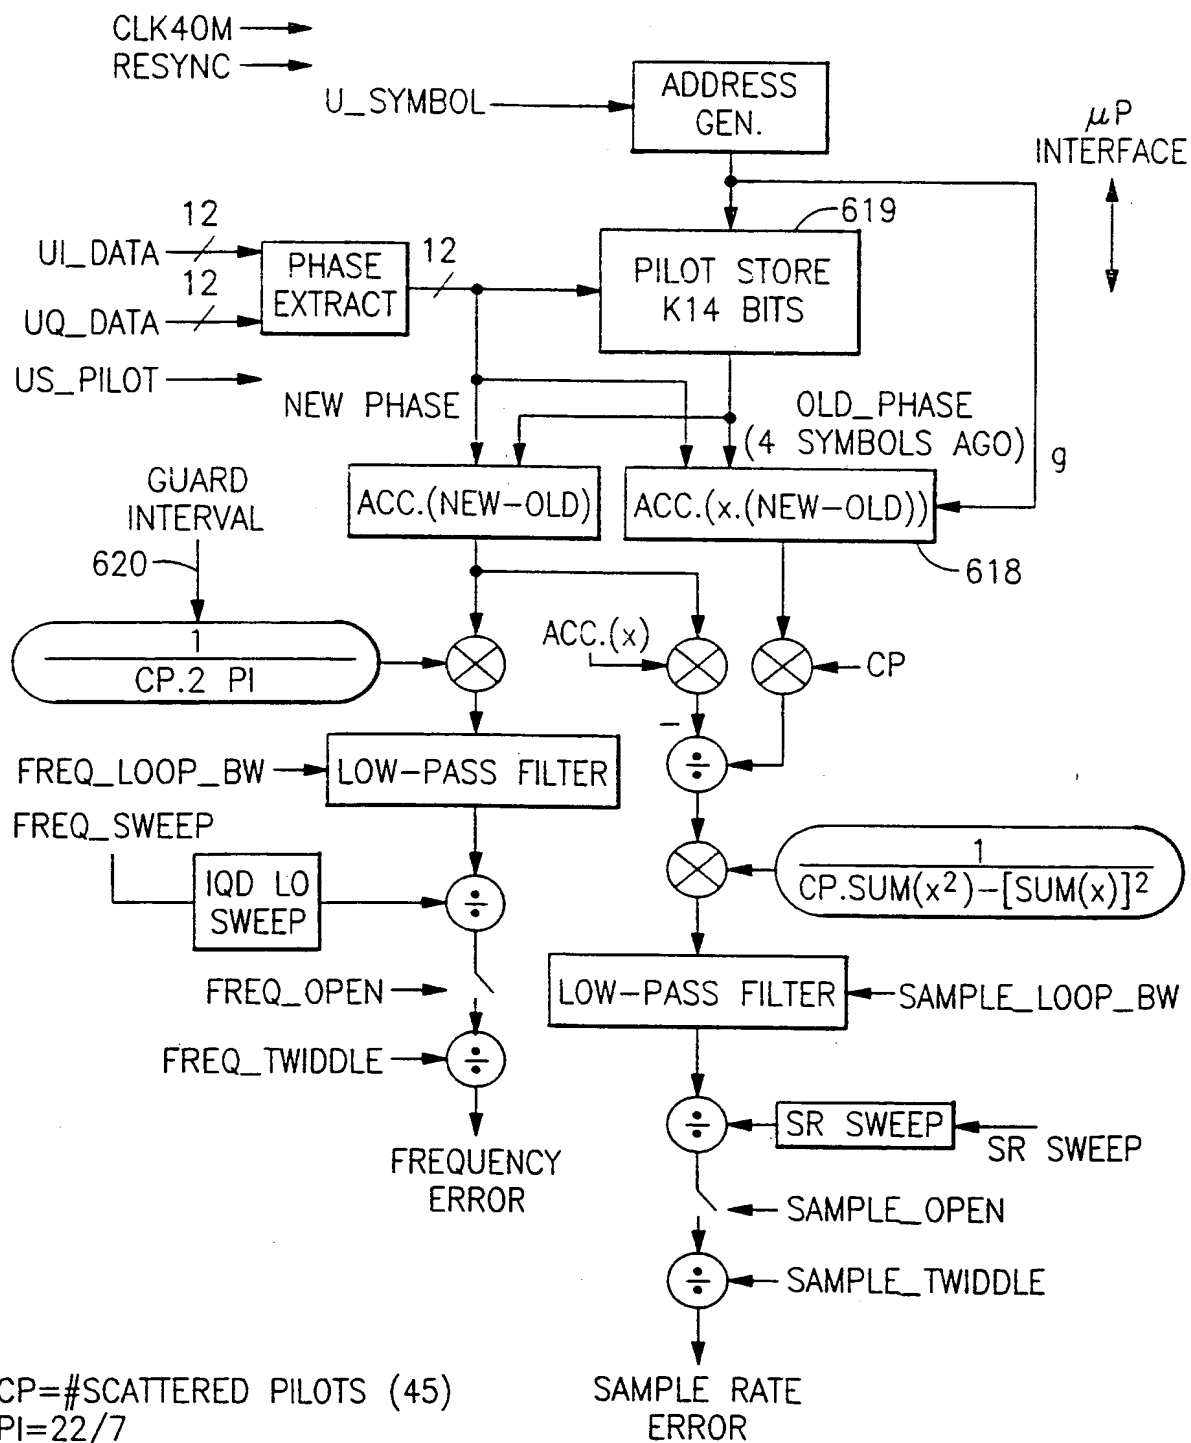 CLK40M
RESYNC
U_SYMBOL
ADDRESS
GEN.
µP
INTERFACE
12
UI_DATA
12
UQ_DATA
PHASE
EXTRACT
12
619
PILOT STORE
K14 BITS
US_PILOT
NEW PHASE
OLD_PHASE
(4 SYMBOLS AGO)
g
GUARD
INTERVAL
ACC.(NEW-OLD)
ACC.(x.(NEW-OLD))
620
618
1
CP.2 PI
ACC.(x)
CP
−
÷
FREQ_LOOP_BW
LOW-PASS FILTER
FREQ_SWEEP
IQD LO
SWEEP
÷
1
CP.SUM(x²)-[SUM(x)]²
FREQ_OPEN
LOW-PASS FILTER
SAMPLE_LOOP_BW
FREQ_TWIDDLE
÷
÷
SR SWEEP
SR SWEEP
FREQUENCY
ERROR
SAMPLE_OPEN
÷
SAMPLE_TWIDDLE
CP=#SCATTERED PILOTS (45)
PI=22/7
SAMPLE RATE
ERROR